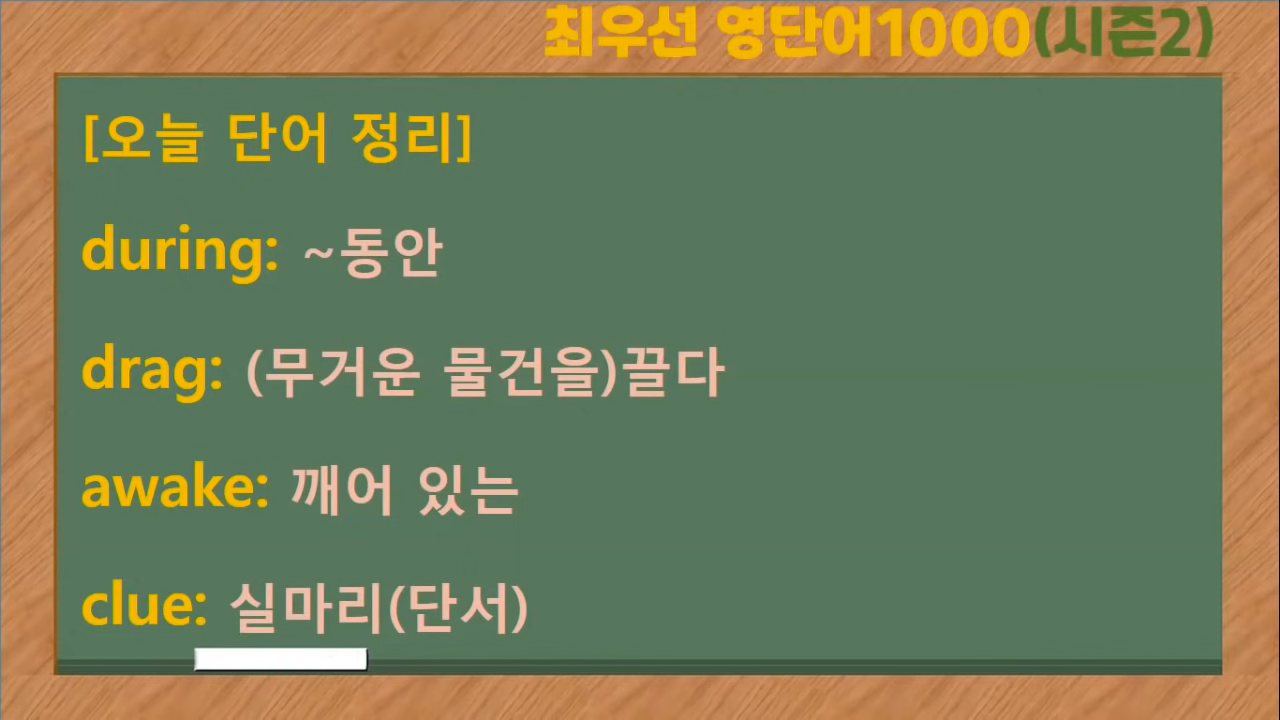 최우선 영단어1000(시즌2)
[오늘 단어 정리]
during: ~동안
drag: (무거운 물건을)끌다
awake: 깨어 있는
clue: 실마리(단서)